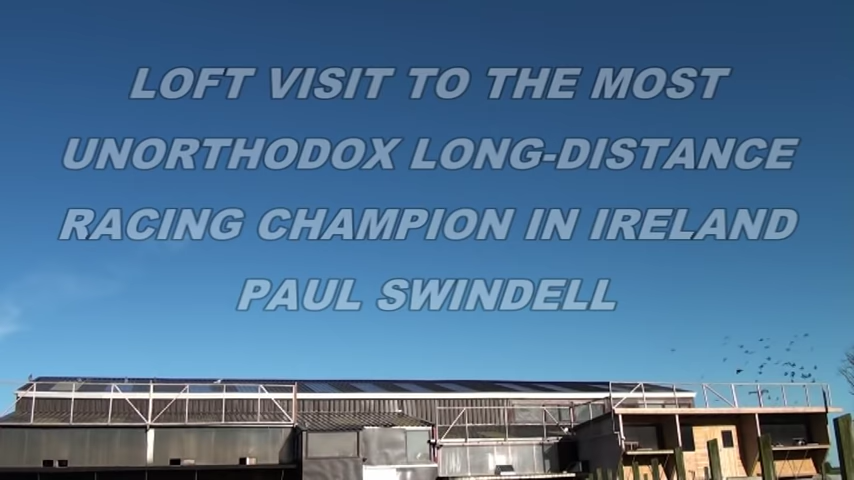 LOFT VISIT TO THE MOST
UNORTHODOX LONG-DISTANCE
RACING CHAMPION IN IRELAND
PAUL SWINDELL